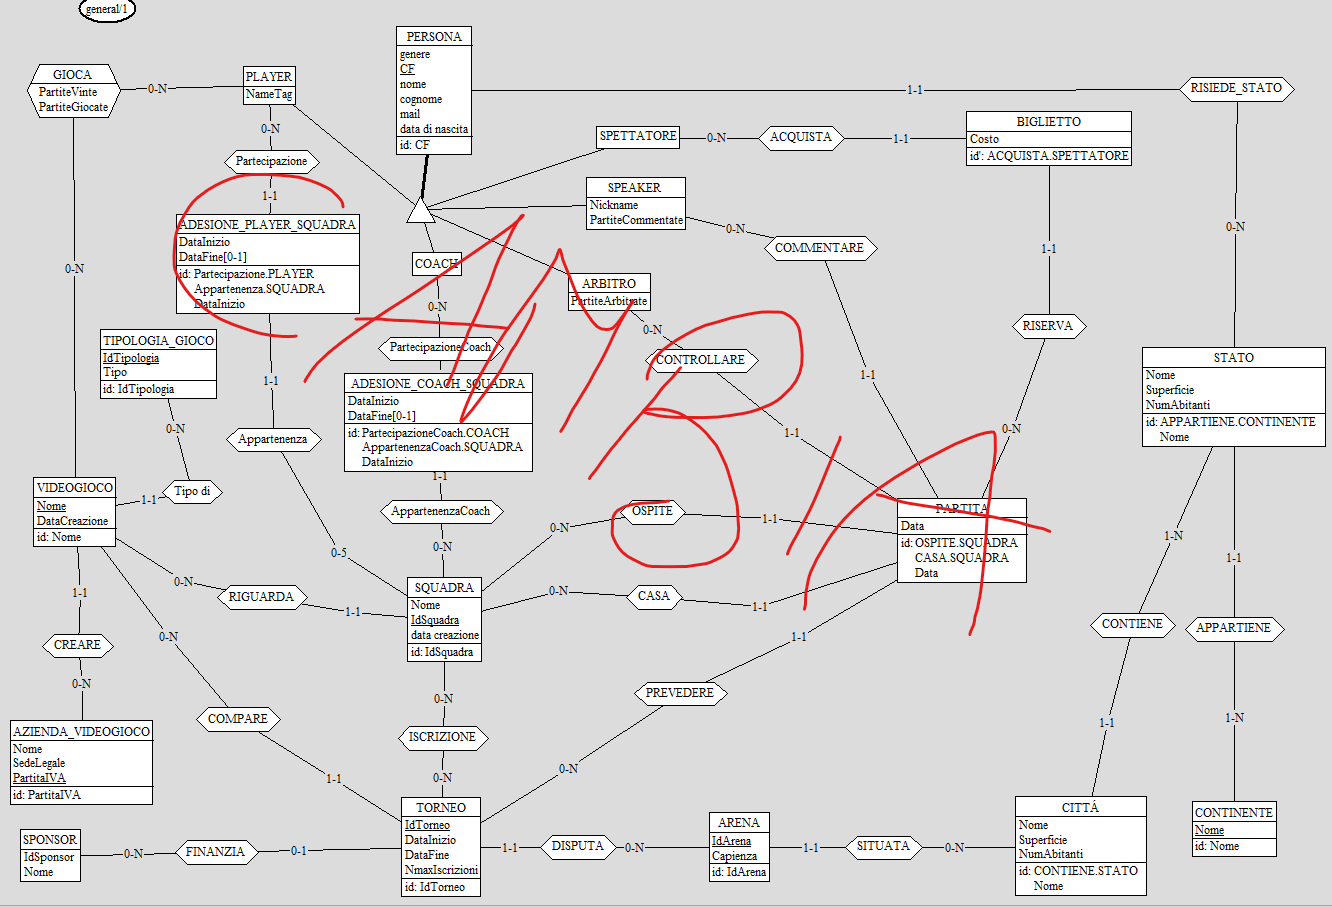 general/1
PERSONA
genere
CF
nome
cognome
mail
data di nascita
id: CF
GIOCA
PartiteVinte
PartiteGiocate
0-N
PLAYER
NameTag
1-1
RISIEDE_STATO
0-N
SPETTATORE
0-N
ACQUISTA
1-1
BIGLIETTO
Costo
id': ACQUISTA.SPETTATORE
Partecipazione
1-1
SPEAKER
Nickname
PartiteCommentate
0-N
COMMENTARE
0-N
ADESIONE_PLAYER_SQUADRA
DataInizio
DataFine[0-1]
id: Partecipazione.PLAYER
Appartenenza.SQUADRA
DataInizio
COACH
0-N
ARBITRO
PartiteArbitrate
0-N
1-1
RISERVA
0-N
TIPOLOGIA_GIOCO
IdTipologia
Tipo
id: IdTipologia
0-N
PartecipazioneCoach
CONTROLLARE
1-1
1-1
STATO
Nome
Superficie
NumAbitanti
id: APPARTIENE.CONTINENTE
Nome
1-1
ADESIONE_COACH_SQUADRA
DataInizio
DataFine[0-1]
id: PartecipazioneCoach.COACH
AppartenenzaCoach.SQUADRA
DataInizio
Appartenenza
1-1
0-N
1-1
VIDEOGIOCO
Nome
DataCreazione
id: Nome
1-1
Tipo di
AppartenenzaCoach
0-N
OSPITE
1-1
PARTITA
Data
id: OSPITE.SQUADRA
CASA.SQUADRA
Data
0-5
0-N
1-N
1-1
0-N
RIGUARDA
1-1
SQUADRA
Nome
IdSquadra
data creazione
id: IdSquadra
0-N
CASA
1-1
1-1
CREARE
0-N
0-N
1-1
CONTIENE
APPARTIENE
0-N
AZIENDA_VIDEOGIOCO
Nome
SedeLegale
PartitaIVA
id: PartitaIVA
COMPARE
1-1
ISCRIZIONE
0-N
PREVEDERE
0-N
1-1
1-N
TORNEO
IdTorneo
DataInizio
DataFine
NmaxIscrizioni
id: IdTorneo
SPONSOR
IdSponsor
Nome
0-N
FINANZIA
0-1
1-1
DISPUTA
0-N
ARENA
IdArena
Capienza
id: IdArena
1-1
SITUATA
0-N
CITTÁ
Nome
Superficie
NumAbitanti
id: CONTIENE.STATO
Nome
CONTINENTE
Nome
id: Nome